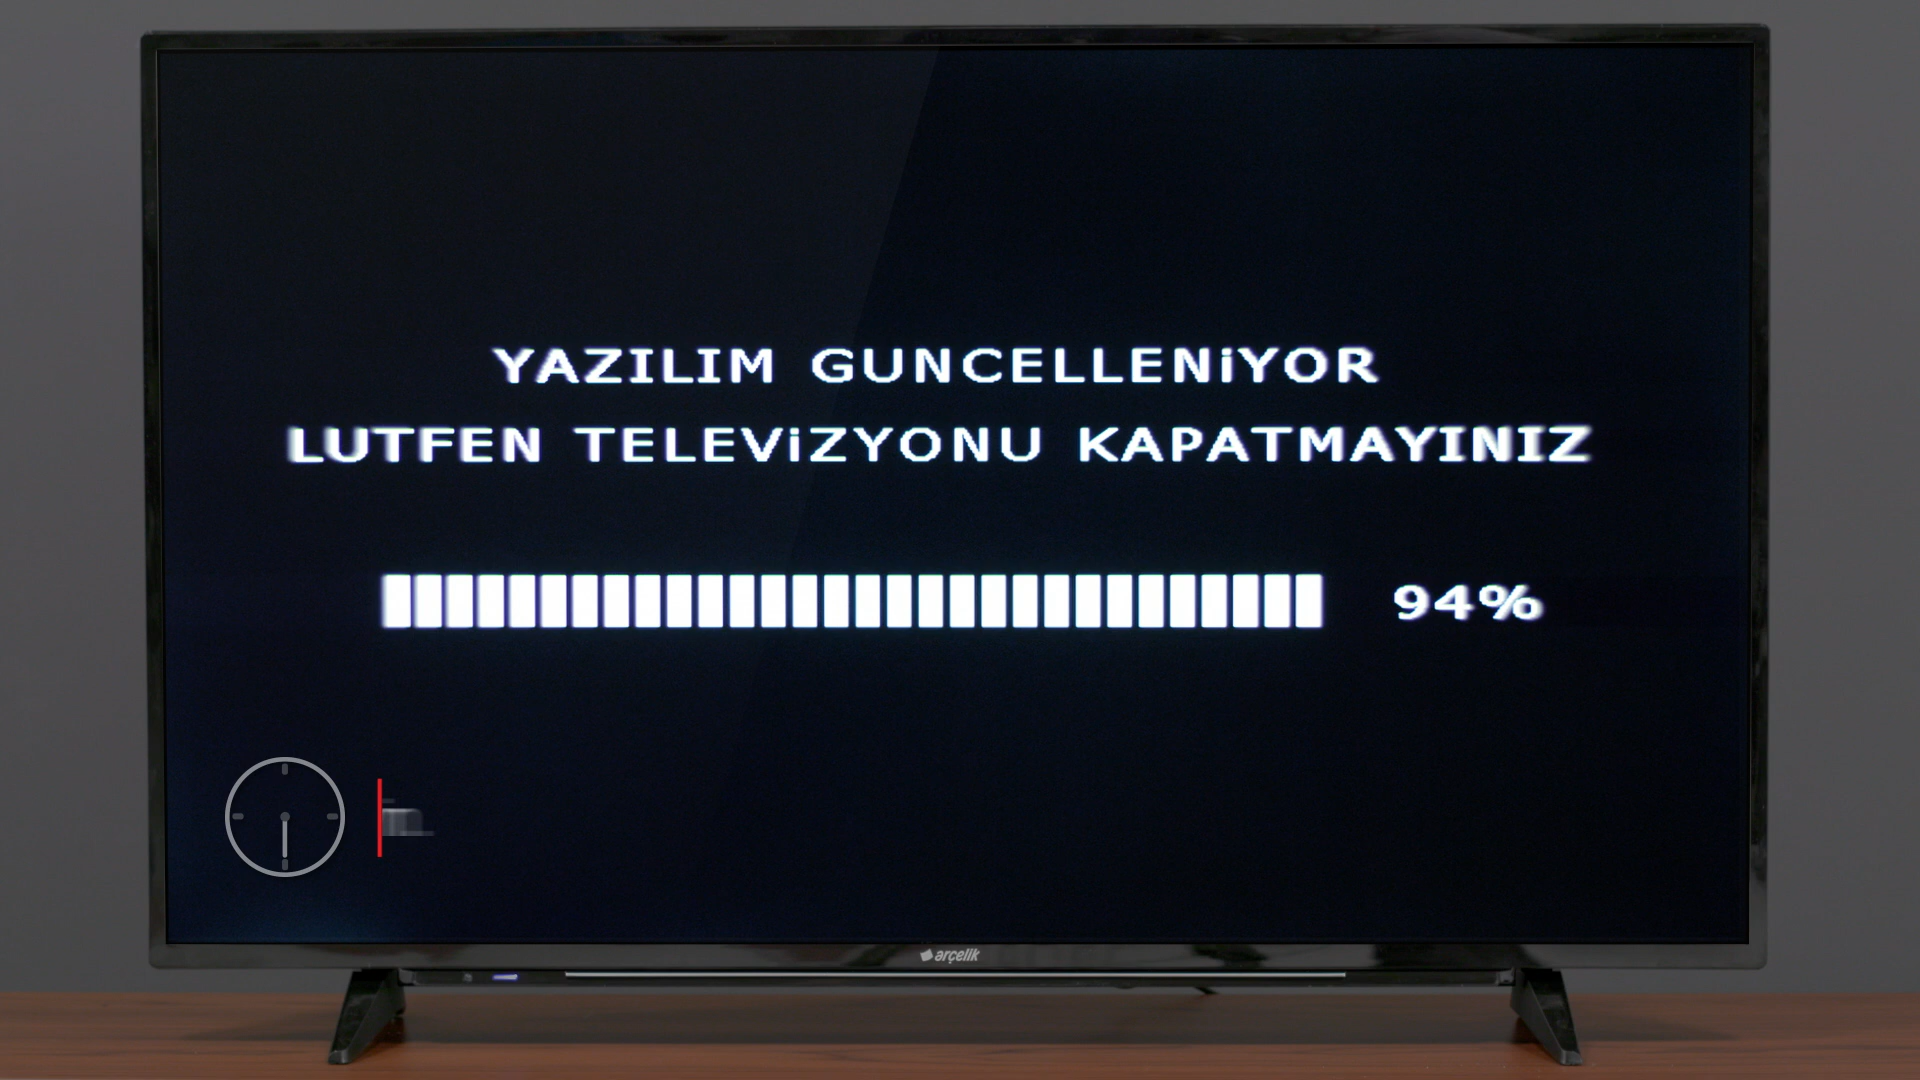 YAZILIM GUNCELLENiYOR
LUTFEN TELEViZYONU KAPATMAYINIZ
94%
arçelik